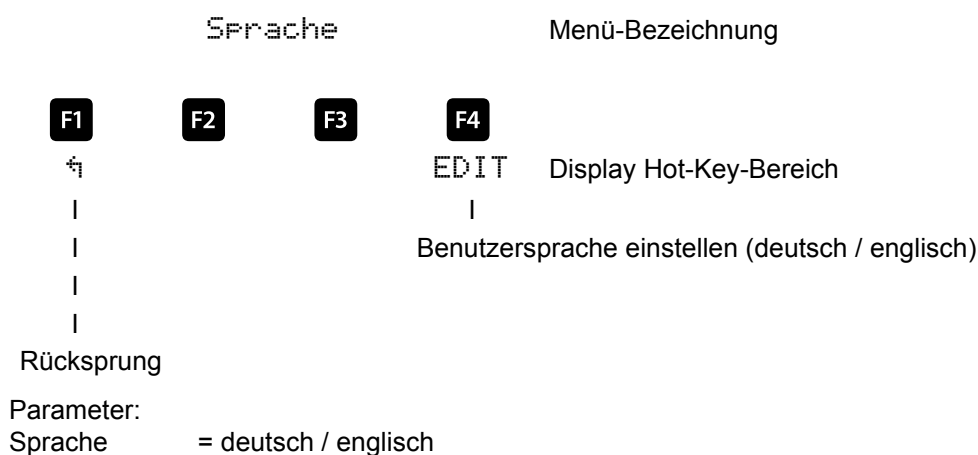 Sprache Menü-Bezeichnung
F1 F2 F3 F4
↰ EDIT Display Hot-Key-Bereich
I I
I Benutzersprache einstellen (deutsch / englisch)
I
I
Rücksprung
Parameter:
Sprache = deutsch / englisch